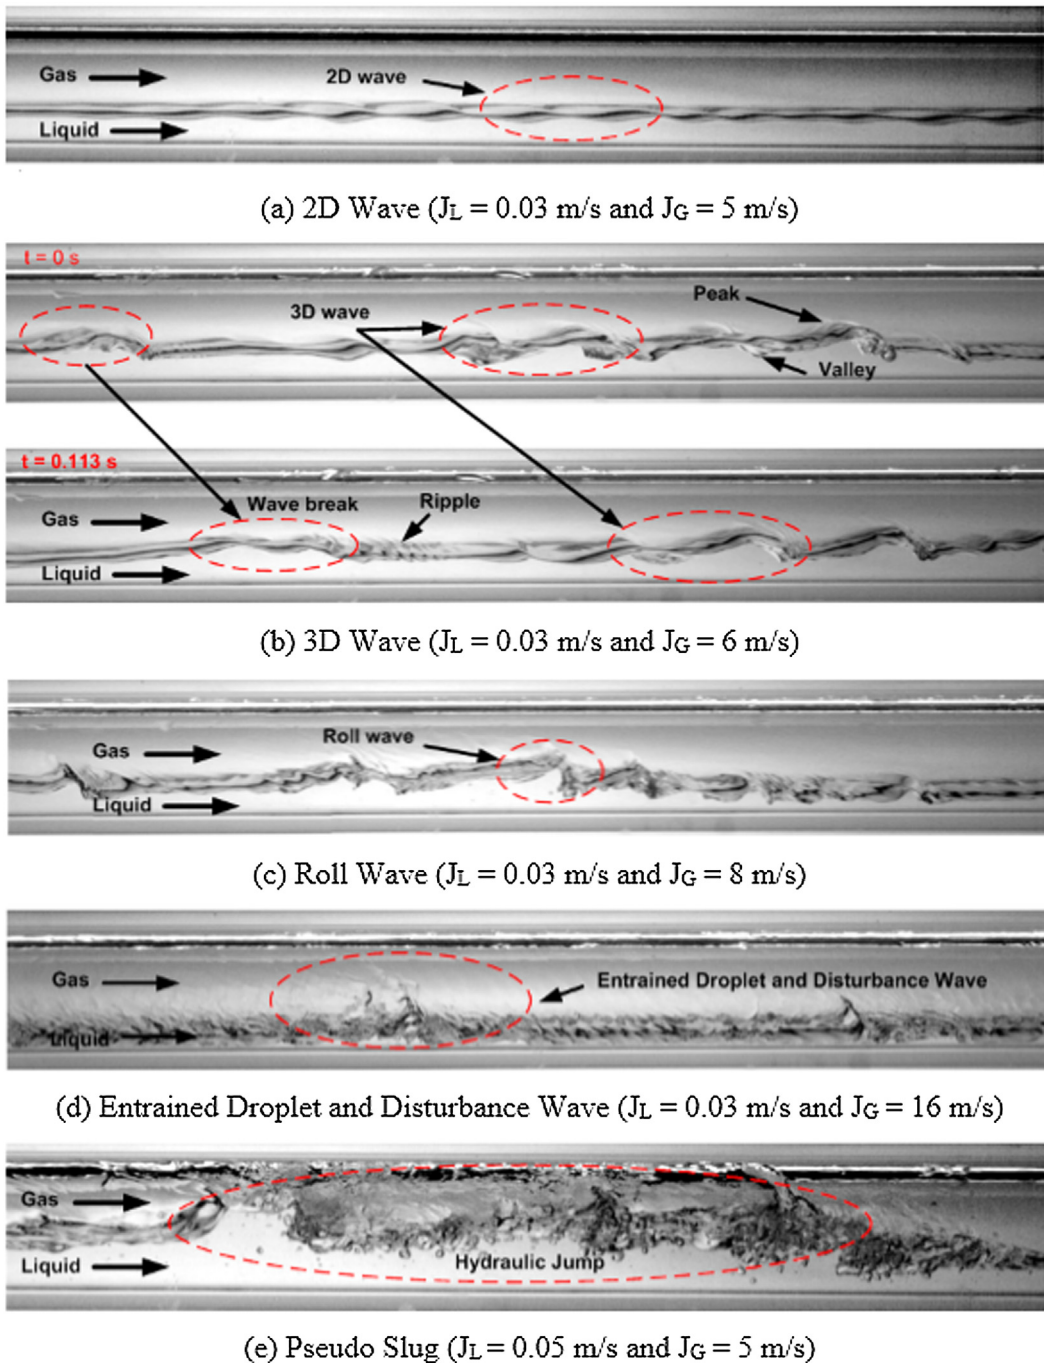 Gas
2D wave
Liquid
(a) 2D Wave (JL = 0.03 m/s and JG = 5 m/s)
t = 0 s
3D wave
Peak
Valley
t = 0.113 s
Gas
Wave break
Ripple
Liquid
(b) 3D Wave (JL = 0.03 m/s and JG = 6 m/s)
Gas
Roll wave
Liquid
(c) Roll Wave (JL = 0.03 m/s and JG = 8 m/s)
Gas
Entrained Droplet and Disturbance Wave
Liquid
(d) Entrained Droplet and Disturbance Wave (JL = 0.03 m/s and JG = 16 m/s)
Gas
Liquid
Hydraulic Jump
(e) Pseudo Slug (JL = 0.05 m/s and JG = 5 m/s)